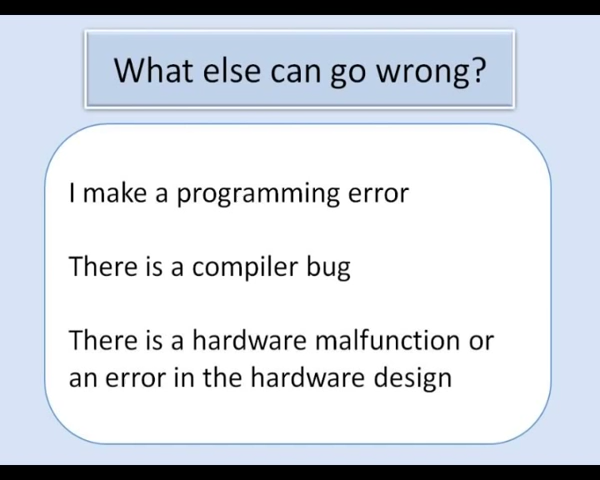 What else can go wrong?
I make a programming error
There is a compiler bug
There is a hardware malfunction or
an error in the hardware design